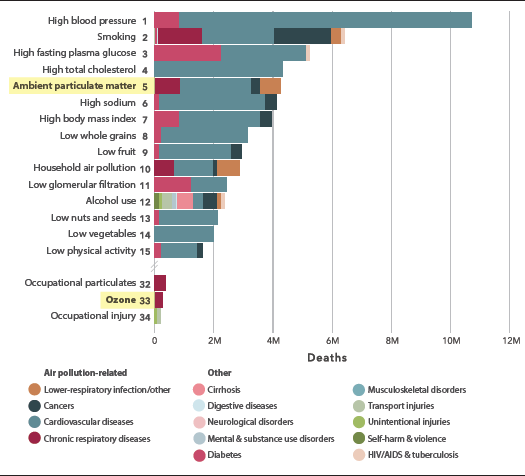 High blood pressure 1
Smoking 2
High fasting plasma glucose 3
High total cholesterol 4
Ambient particulate matter 5
High sodium 6
High body mass index 7
Low whole grains 8
Low fruit 9
Household air pollution 10
Low glomerular filtration 11
Alcohol use 12
Low nuts and seeds 13
Low vegetables 14
Low physical activity 15
Occupational particulates 32
Ozone 33
Occupational injury 34
0 2M 4M 6M 8M 10M 12M
Deaths
Air pollution-related
Lower-respiratory infection/other
Cancers
Cardiovascular diseases
Chronic respiratory diseases
Other
Cirrhosis
Digestive diseases
Neurological disorders
Mental & substance use disorders
Diabetes
Musculoskeletal disorders
Transport injuries
Unintentional injuries
Self-harm & violence
HIV/AIDS & tuberculosis